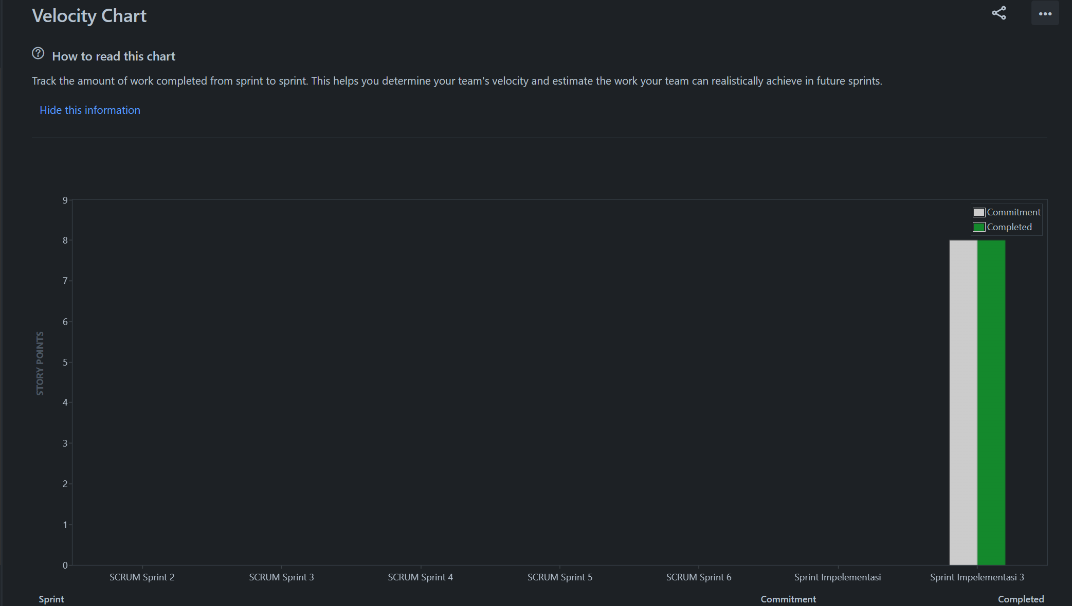 Velocity Chart
How to read this chart
Track the amount of work completed from sprint to sprint. This helps you determine your team's velocity and estimate the work your team can realistically achieve in future sprints.
Hide this information
STORY POINTS
9
8
7
6
5
4
3
2
1
0
Commitment
Completed
SCRUM Sprint 2
SCRUM Sprint 3
SCRUM Sprint 4
SCRUM Sprint 5
SCRUM Sprint 6
Sprint Impelementasi
Sprint Impelementasi 3
Sprint Commitment Completed